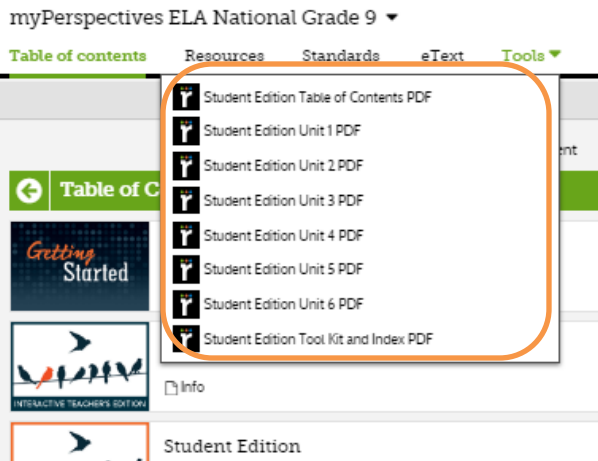 myPerspectives ELA National Grade 9
Table of contents Resources Standards eText Tools
Student Edition Table of Contents PDF
Student Edition Unit 1 PDF
Student Edition Unit 2 PDF
Student Edition Unit 3 PDF
Student Edition Unit 4 PDF
Student Edition Unit 5 PDF
Student Edition Unit 6 PDF
Student Edition Tool Kit and Index PDF
Table of C
Getting
Started
INTERACTIVE TEACHER'S EDITION
Info
Student Edition